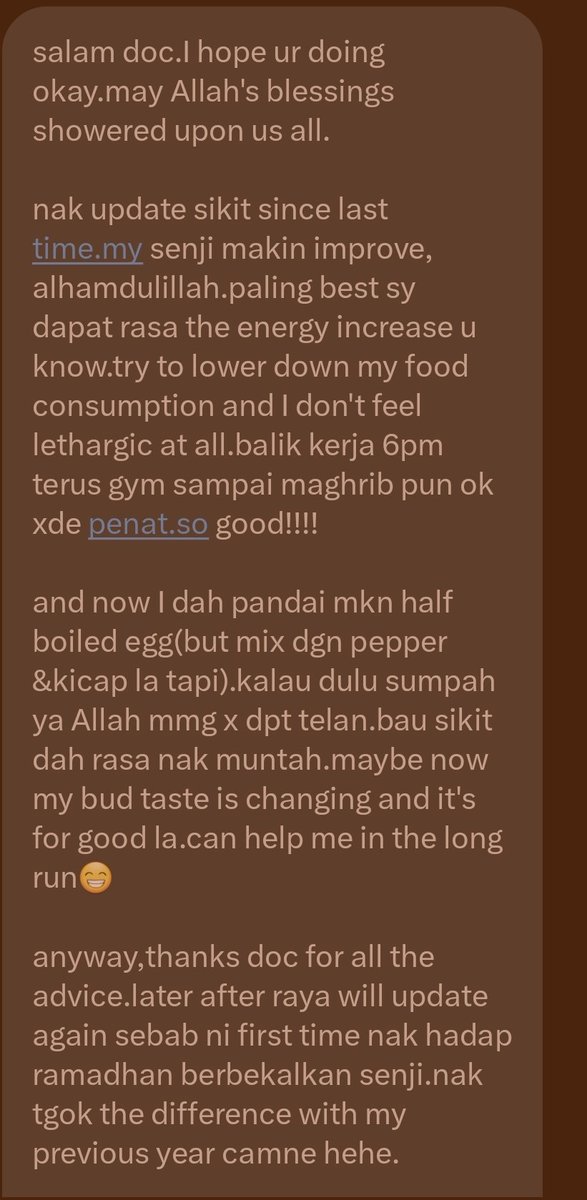 salam doc.I hope ur doing
okay.may Allah's blessings
showered upon us all.
nak update sikit since last
time.my senji makin improve,
alhamdulillah.paling best sy
dapat rasa the energy increase u
know.try to lower down my food
consumption and I don't feel
lethargic at all.balik kerja 6pm
terus gym sampai maghrib pun ok
xde penat.so good!!!!
and now I dah pandai mkn half
boiled egg(but mix dgn pepper
&kicap la tapi).kalau dulu sumpah
ya Allah mmg x dpt telan.bau sikit
dah rasa nak muntah.maybe now
my bud taste is changing and it's
for good la.can help me in the long
run😁
anyway,thanks doc for all the
advice.later after raya will update
again sebab ni first time nak hadap
ramadhan berbekalkan senji.nak
tgok the difference with my
previous year camne hehe.